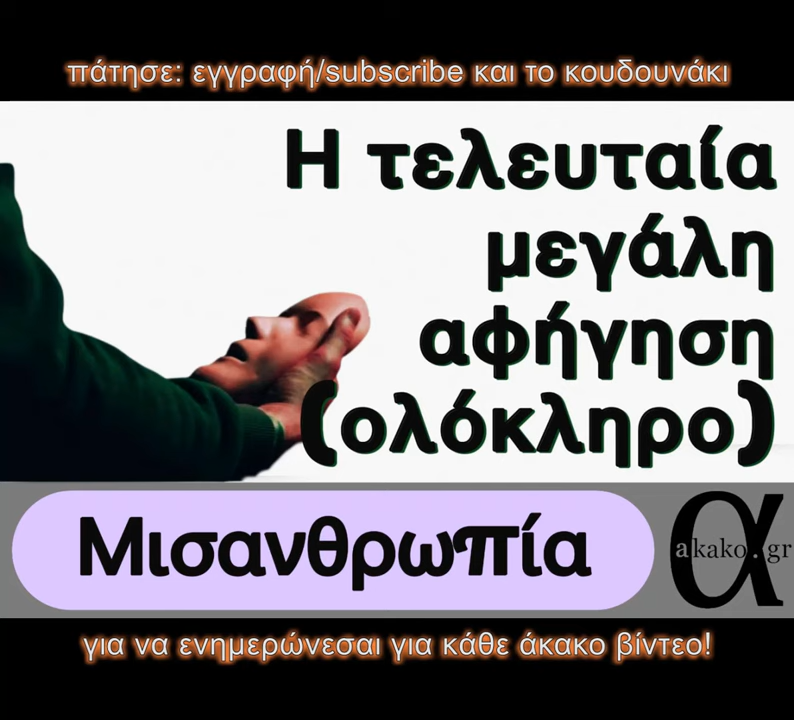 πάτησε: εγγραφή/subscribe και το κουδουνάκι
Η τελευταία
μεγάλη
αφήγηση
(ολόκληρο)
Μισανθρωπία
α
akako.gr
για να ενημερώνεσαι για κάθε άκακο βίντεο!